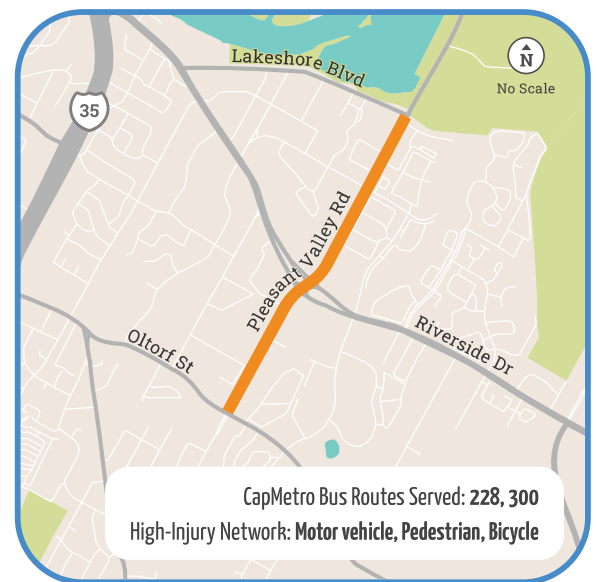 Lakeshore Blvd
N
No Scale
35
Pleasant Valley Rd
Riverside Dr
Oltorf St
CapMetro Bus Routes Served: 228, 300
High-Injury Network: Motor vehicle, Pedestrian, Bicycle